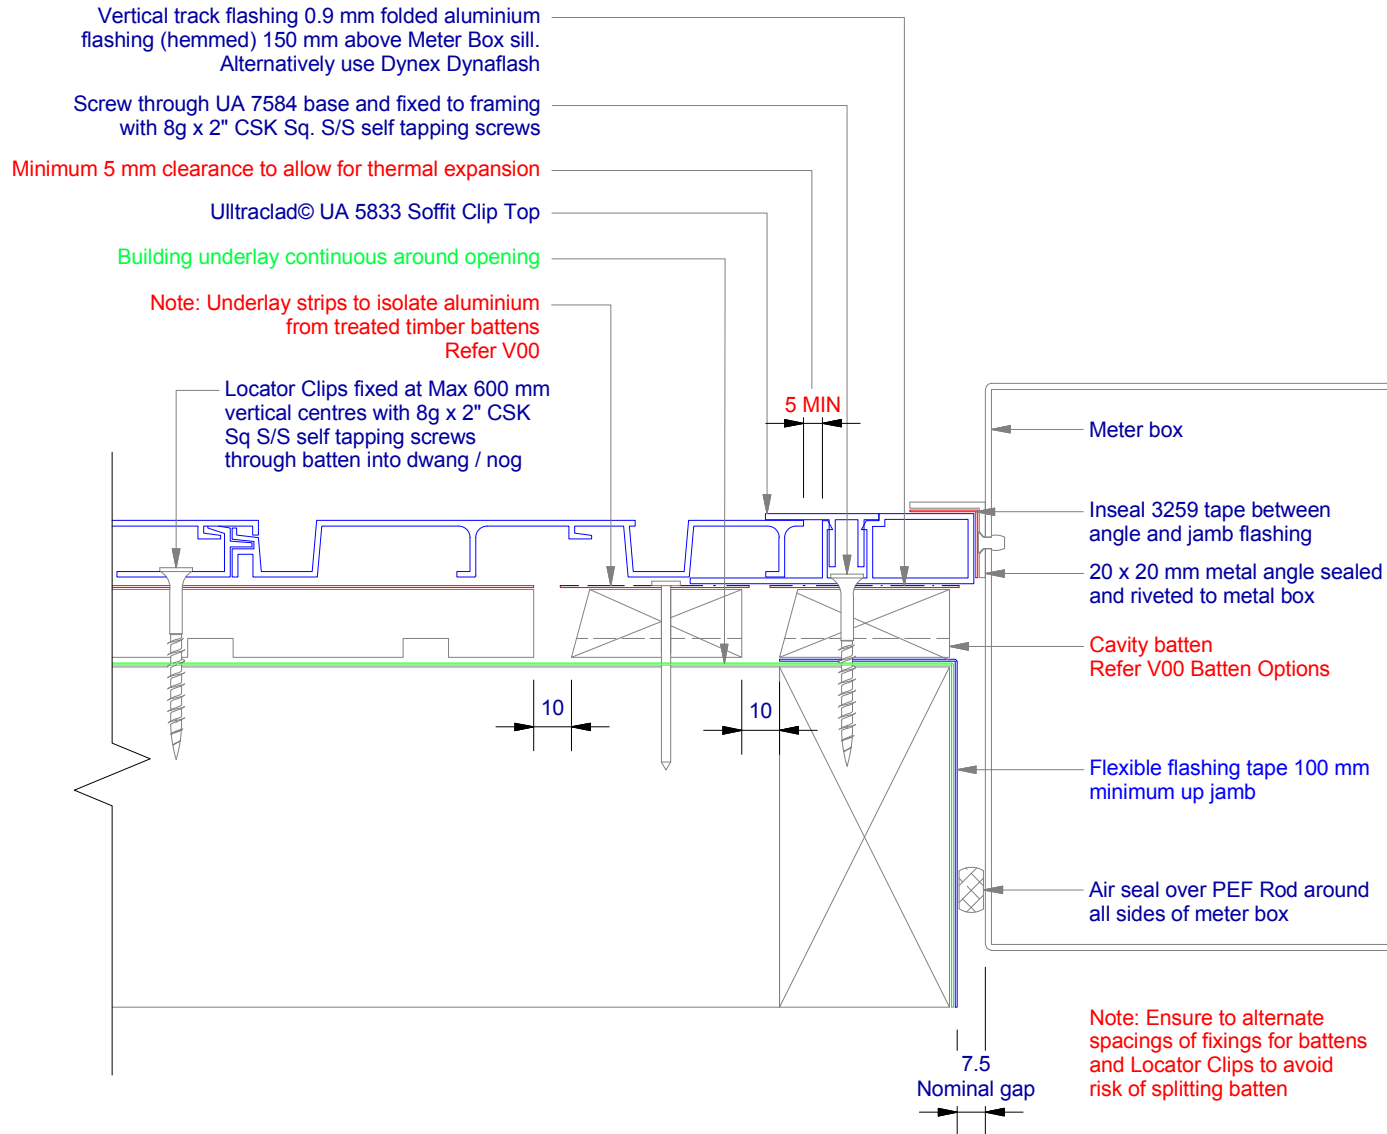 Vertical track flashing 0.9 mm folded aluminium
flashing (hemmed) 150 mm above Meter Box sill.
Alternatively use Dynex Dynaflash
Screw through UA 7584 base and fixed to framing
with 8g x 2" CSK Sq. S/S self tapping screws
Minimum 5 mm clearance to allow for thermal expansion
Ulltraclad© UA 5833 Soffit Clip Top
Building underlay continuous around opening
Note: Underlay strips to isolate aluminium
from treated timber battens
Refer V00
Locator Clips fixed at Max 600 mm
vertical centres with 8g x 2" CSK
Sq S/S self tapping screws
through batten into dwang / nog
5 MIN
Meter box
Inseal 3259 tape between
angle and jamb flashing
20 x 20 mm metal angle sealed
and riveted to metal box
Cavity batten
Refer V00 Batten Options
10
10
Flexible flashing tape 100 mm
minimum up jamb
Air seal over PEF Rod around
all sides of meter box
Note: Ensure to alternate
spacings of fixings for battens
and Locator Clips to avoid
risk of splitting batten
7.5
Nominal gap